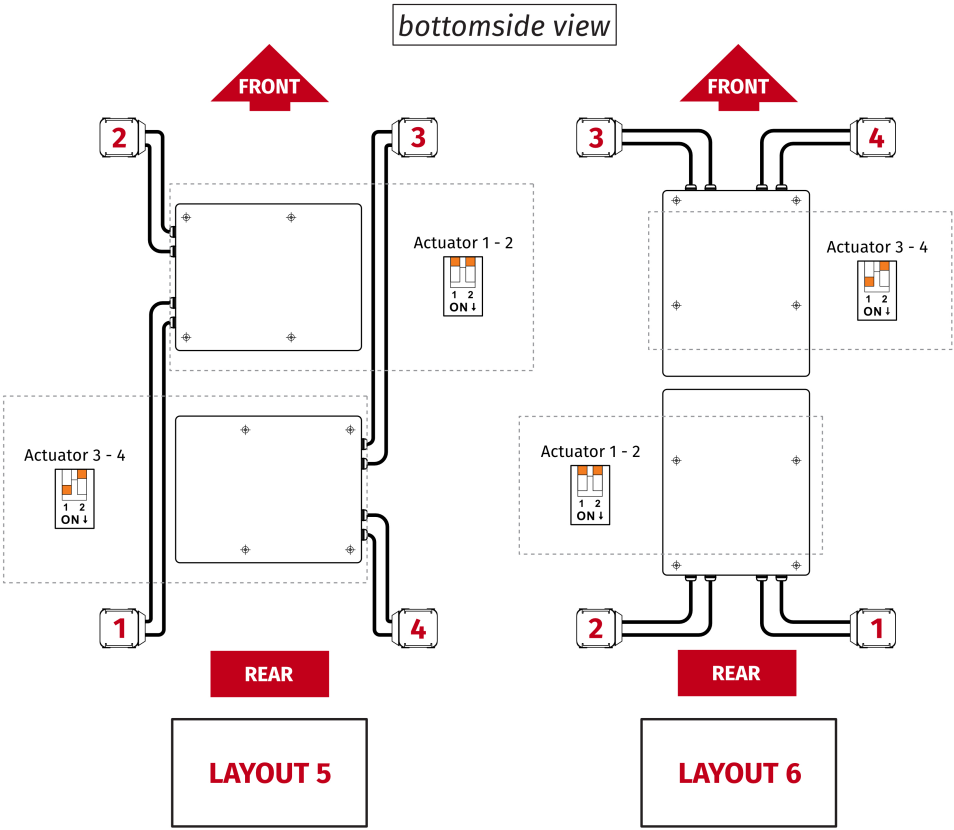 bottomside view
FRONT
2
3
Actuator 1 - 2
1 2
ON ↓
Actuator 3 - 4
1 2
ON ↓
1
4
REAR
LAYOUT 5
FRONT
3
4
Actuator 3 - 4
1 2
ON ↓
Actuator 1 - 2
1 2
ON ↓
2
1
REAR
LAYOUT 6